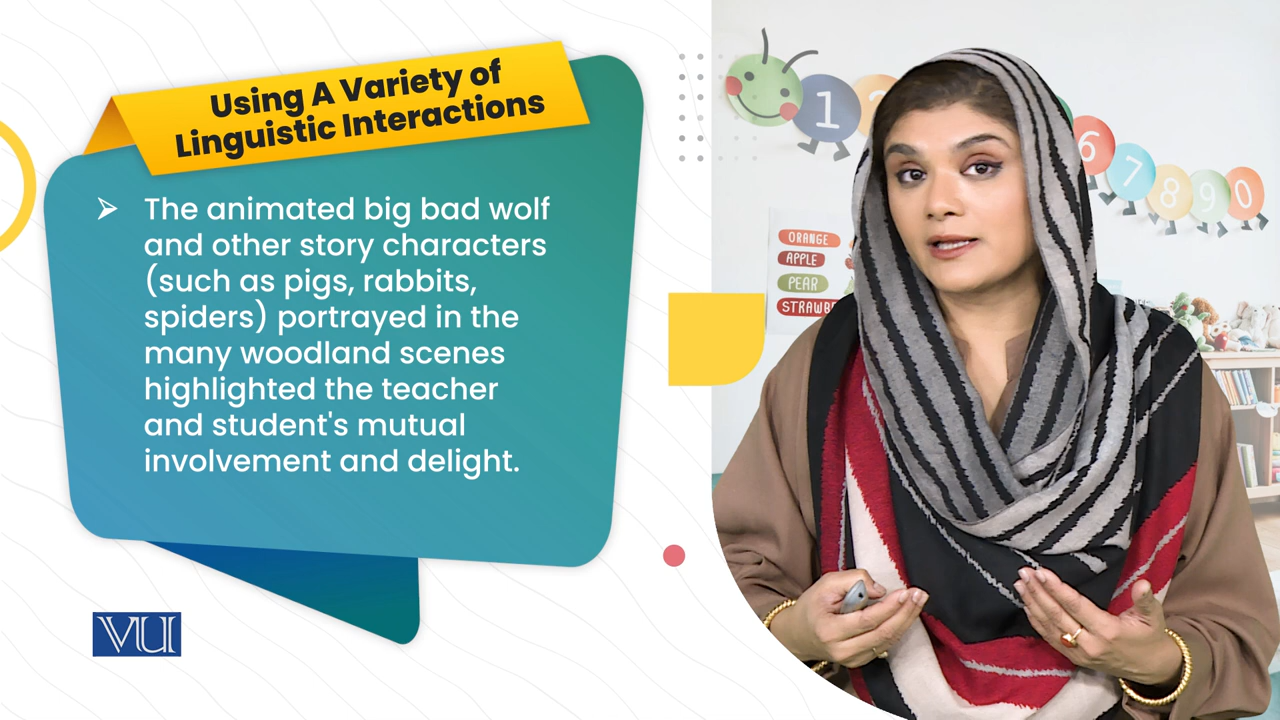 Using A Variety of
Linguistic Interactions
➢ The animated big bad wolf
and other story characters
(such as pigs, rabbits,
spiders) portrayed in the
many woodland scenes
highlighted the teacher
and student's mutual
involvement and delight.
VU
1
6 7 8 9 0
ORANGE
APPLE
PEAR